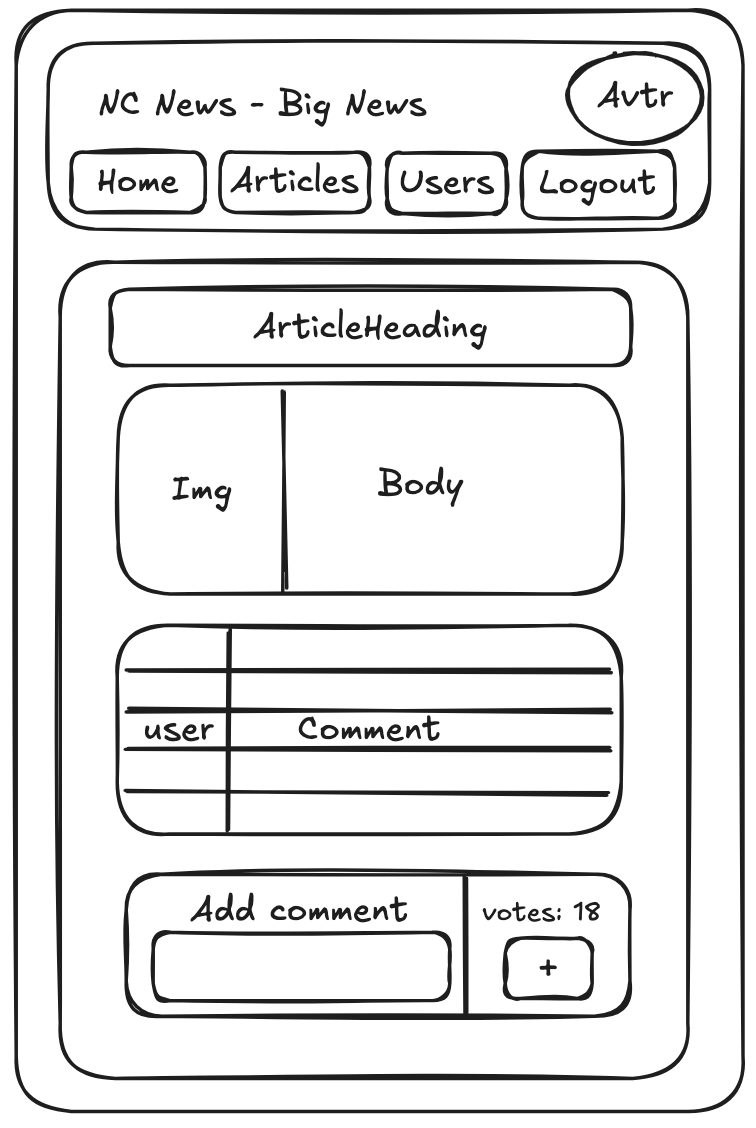 NC News - Big News
Avtr
Home Articles Users Logout
ArticleHeading
Img
Body
user Comment
Add comment
votes: 18
+